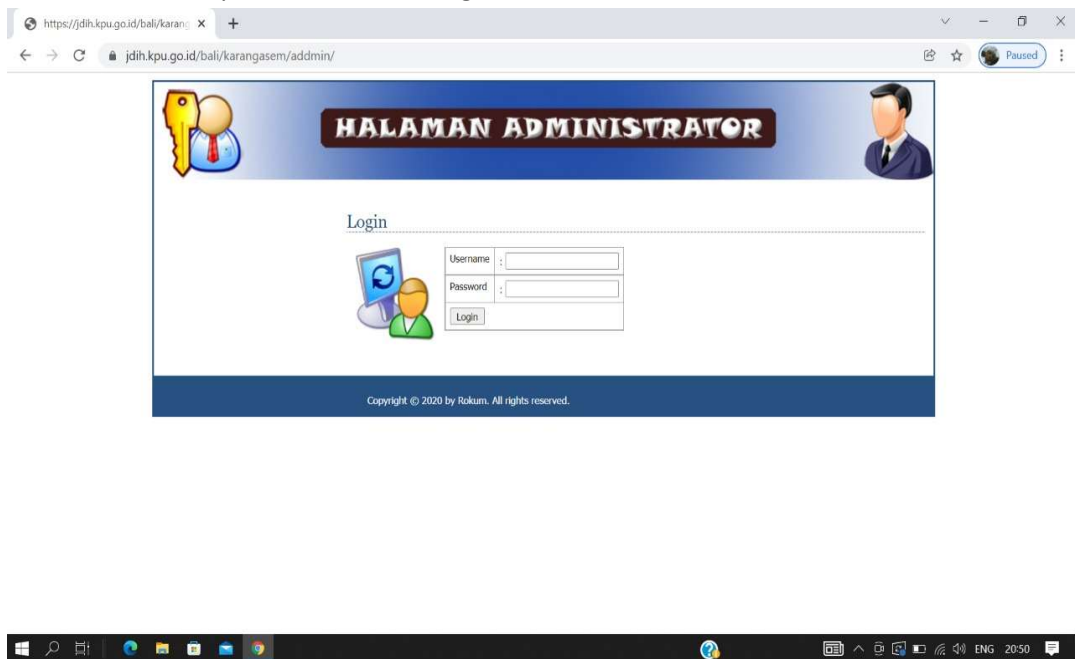 https://jdih.kpu.go.id/bali/karang
jdih.kpu.go.id/bali/karangasem/addmin/
Paused
HALAMAN ADMINISTRATOR
Login
Username :
Password :
Login
Copyright © 2020 by Rokum. All rights reserved.
ENG 20:50